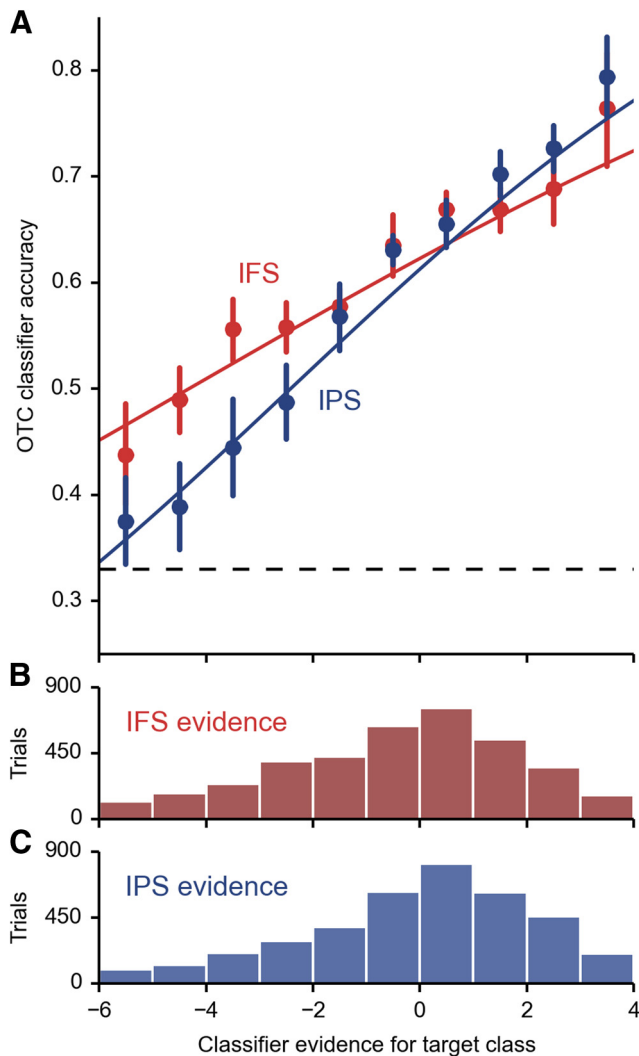 A
0.8
0.7
0.6
0.5
0.4
0.3
OTC classifier accuracy
IFS
IPS
B
900
450
0
Trials
IFS evidence
C
900
450
0
Trials
IPS evidence
−6 −4 −2 0 2 4
Classifier evidence for target class